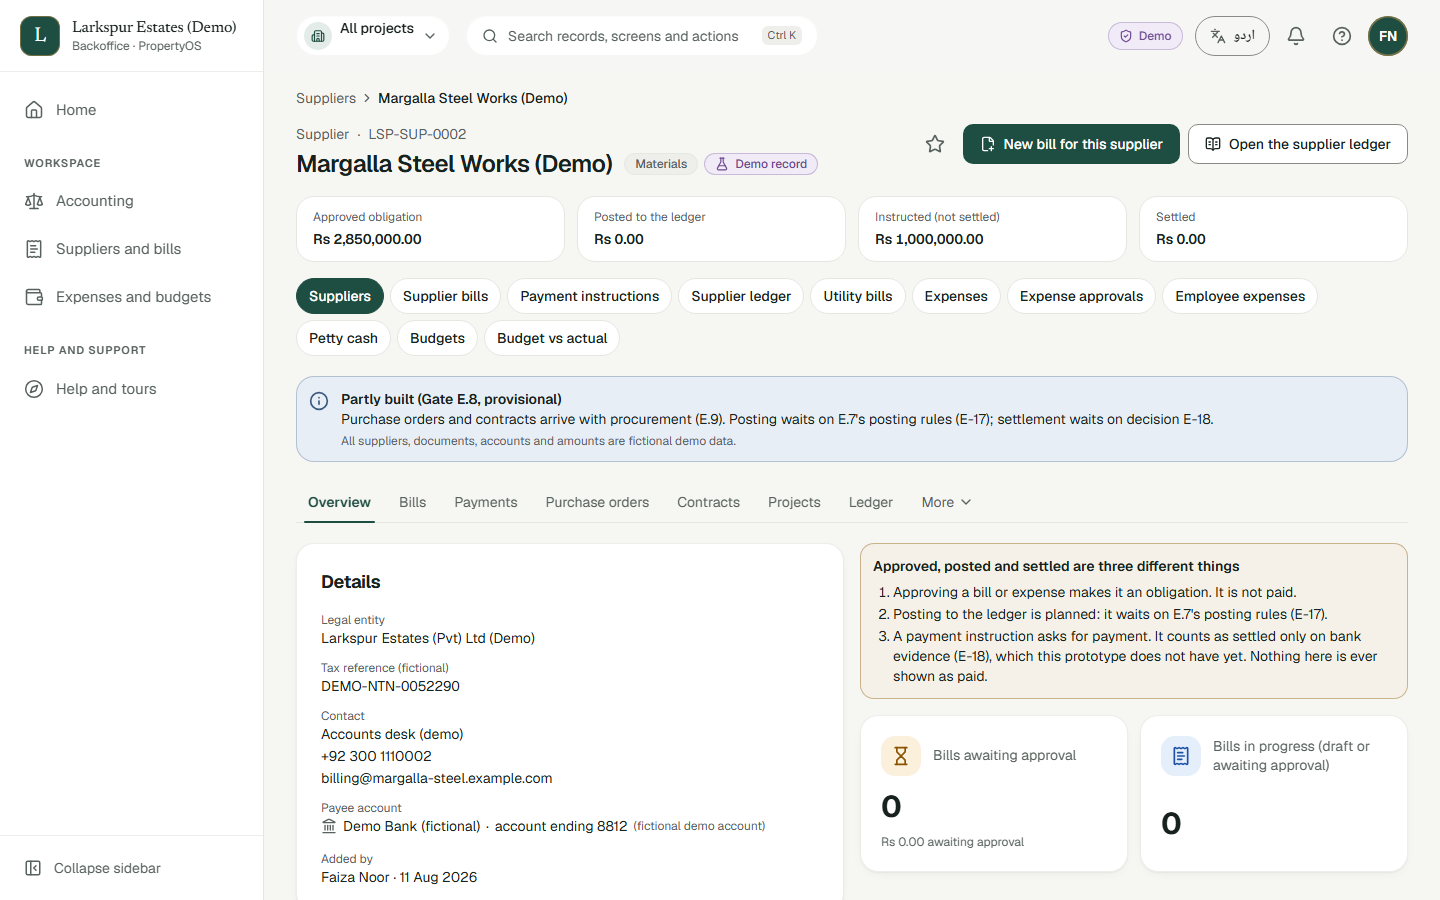 L
Larkspur Estates (Demo)
Backoffice · PropertyOS
All projects
Search records, screens and actions
Ctrl K
Demo
اردو
FN
Home
WORKSPACE
Accounting
Suppliers and bills
Expenses and budgets
HELP AND SUPPORT
Help and tours
Collapse sidebar
Suppliers > Margalla Steel Works (Demo)
Supplier · LSP-SUP-0002
Margalla Steel Works (Demo)
Materials
Demo record
New bill for this supplier
Open the supplier ledger
Approved obligation
Rs 2,850,000.00
Posted to the ledger
Rs 0.00
Instructed (not settled)
Rs 1,000,000.00
Settled
Rs 0.00
Suppliers
Supplier bills
Payment instructions
Supplier ledger
Utility bills
Expenses
Expense approvals
Employee expenses
Petty cash
Budgets
Budget vs actual
Partly built (Gate E.8, provisional)
Purchase orders and contracts arrive with procurement (E.9). Posting waits on E.7's posting rules (E-17); settlement waits on decision E-18.
All suppliers, documents, accounts and amounts are fictional demo data.
Overview
Bills
Payments
Purchase orders
Contracts
Projects
Ledger
More
Details
Legal entity
Larkspur Estates (Pvt) Ltd (Demo)
Tax reference (fictional)
DEMO-NTN-0052290
Contact
Accounts desk (demo)
+92 300 1110002
billing@margalla-steel.example.com
Payee account
Demo Bank (fictional) · account ending 8812 (fictional demo account)
Added by
Faiza Noor · 11 Aug 2026
Approved, posted and settled are three different things
1. Approving a bill or expense makes it an obligation. It is not paid.
2. Posting to the ledger is planned: it waits on E.7's posting rules (E-17).
3. A payment instruction asks for payment. It counts as settled only on bank
evidence (E-18), which this prototype does not have yet. Nothing here is ever
shown as paid.
Bills awaiting approval
0
Rs 0.00 awaiting approval
Bills in progress (draft or
awaiting approval)
0